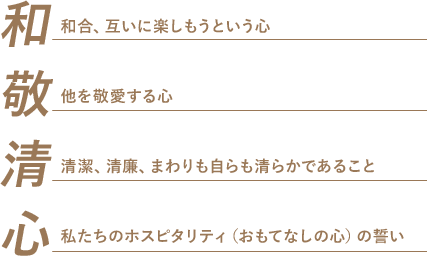 和 和合、互いに楽しもうという心
敬 他を敬愛する心
清 清潔、清廉、まわりも自らも清らかであること
心 私たちのホスピタリティ（おもてなしの心）の誓い